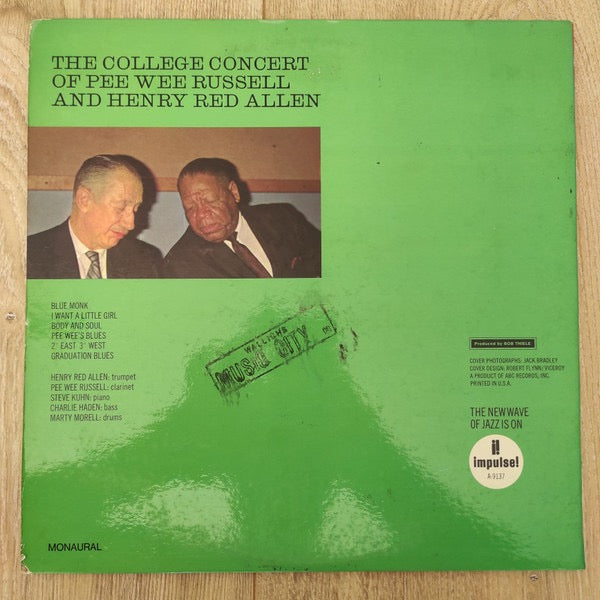 THE COLLEGE CONCERT
OF PEE WEE RUSSELL
AND HENRY RED ALLEN
BLUE MONK
I WANT A LITTLE GIRL
BODY AND SOUL
PEE WEE'S BLUES
2° EAST 3° WEST
GRADUATION BLUES
HENRY RED ALLEN: trumpet
PEE WEE RUSSELL: clarinet
STEVE KUHN: piano
CHARLIE HADEN: bass
MARTY MORELL: drums
WALLICHS
MUSIC CITY
Produced by BOB THIELE
COVER PHOTOGRAPHS: JACK BRADLEY
COVER DESIGN: ROBERT FLYNN/VICEROY
A PRODUCT OF ABC RECORDS, INC.
PRINTED IN U.S.A.
THE NEW WAVE
OF JAZZ IS ON
i!
impulse!
A-9137
MONAURAL